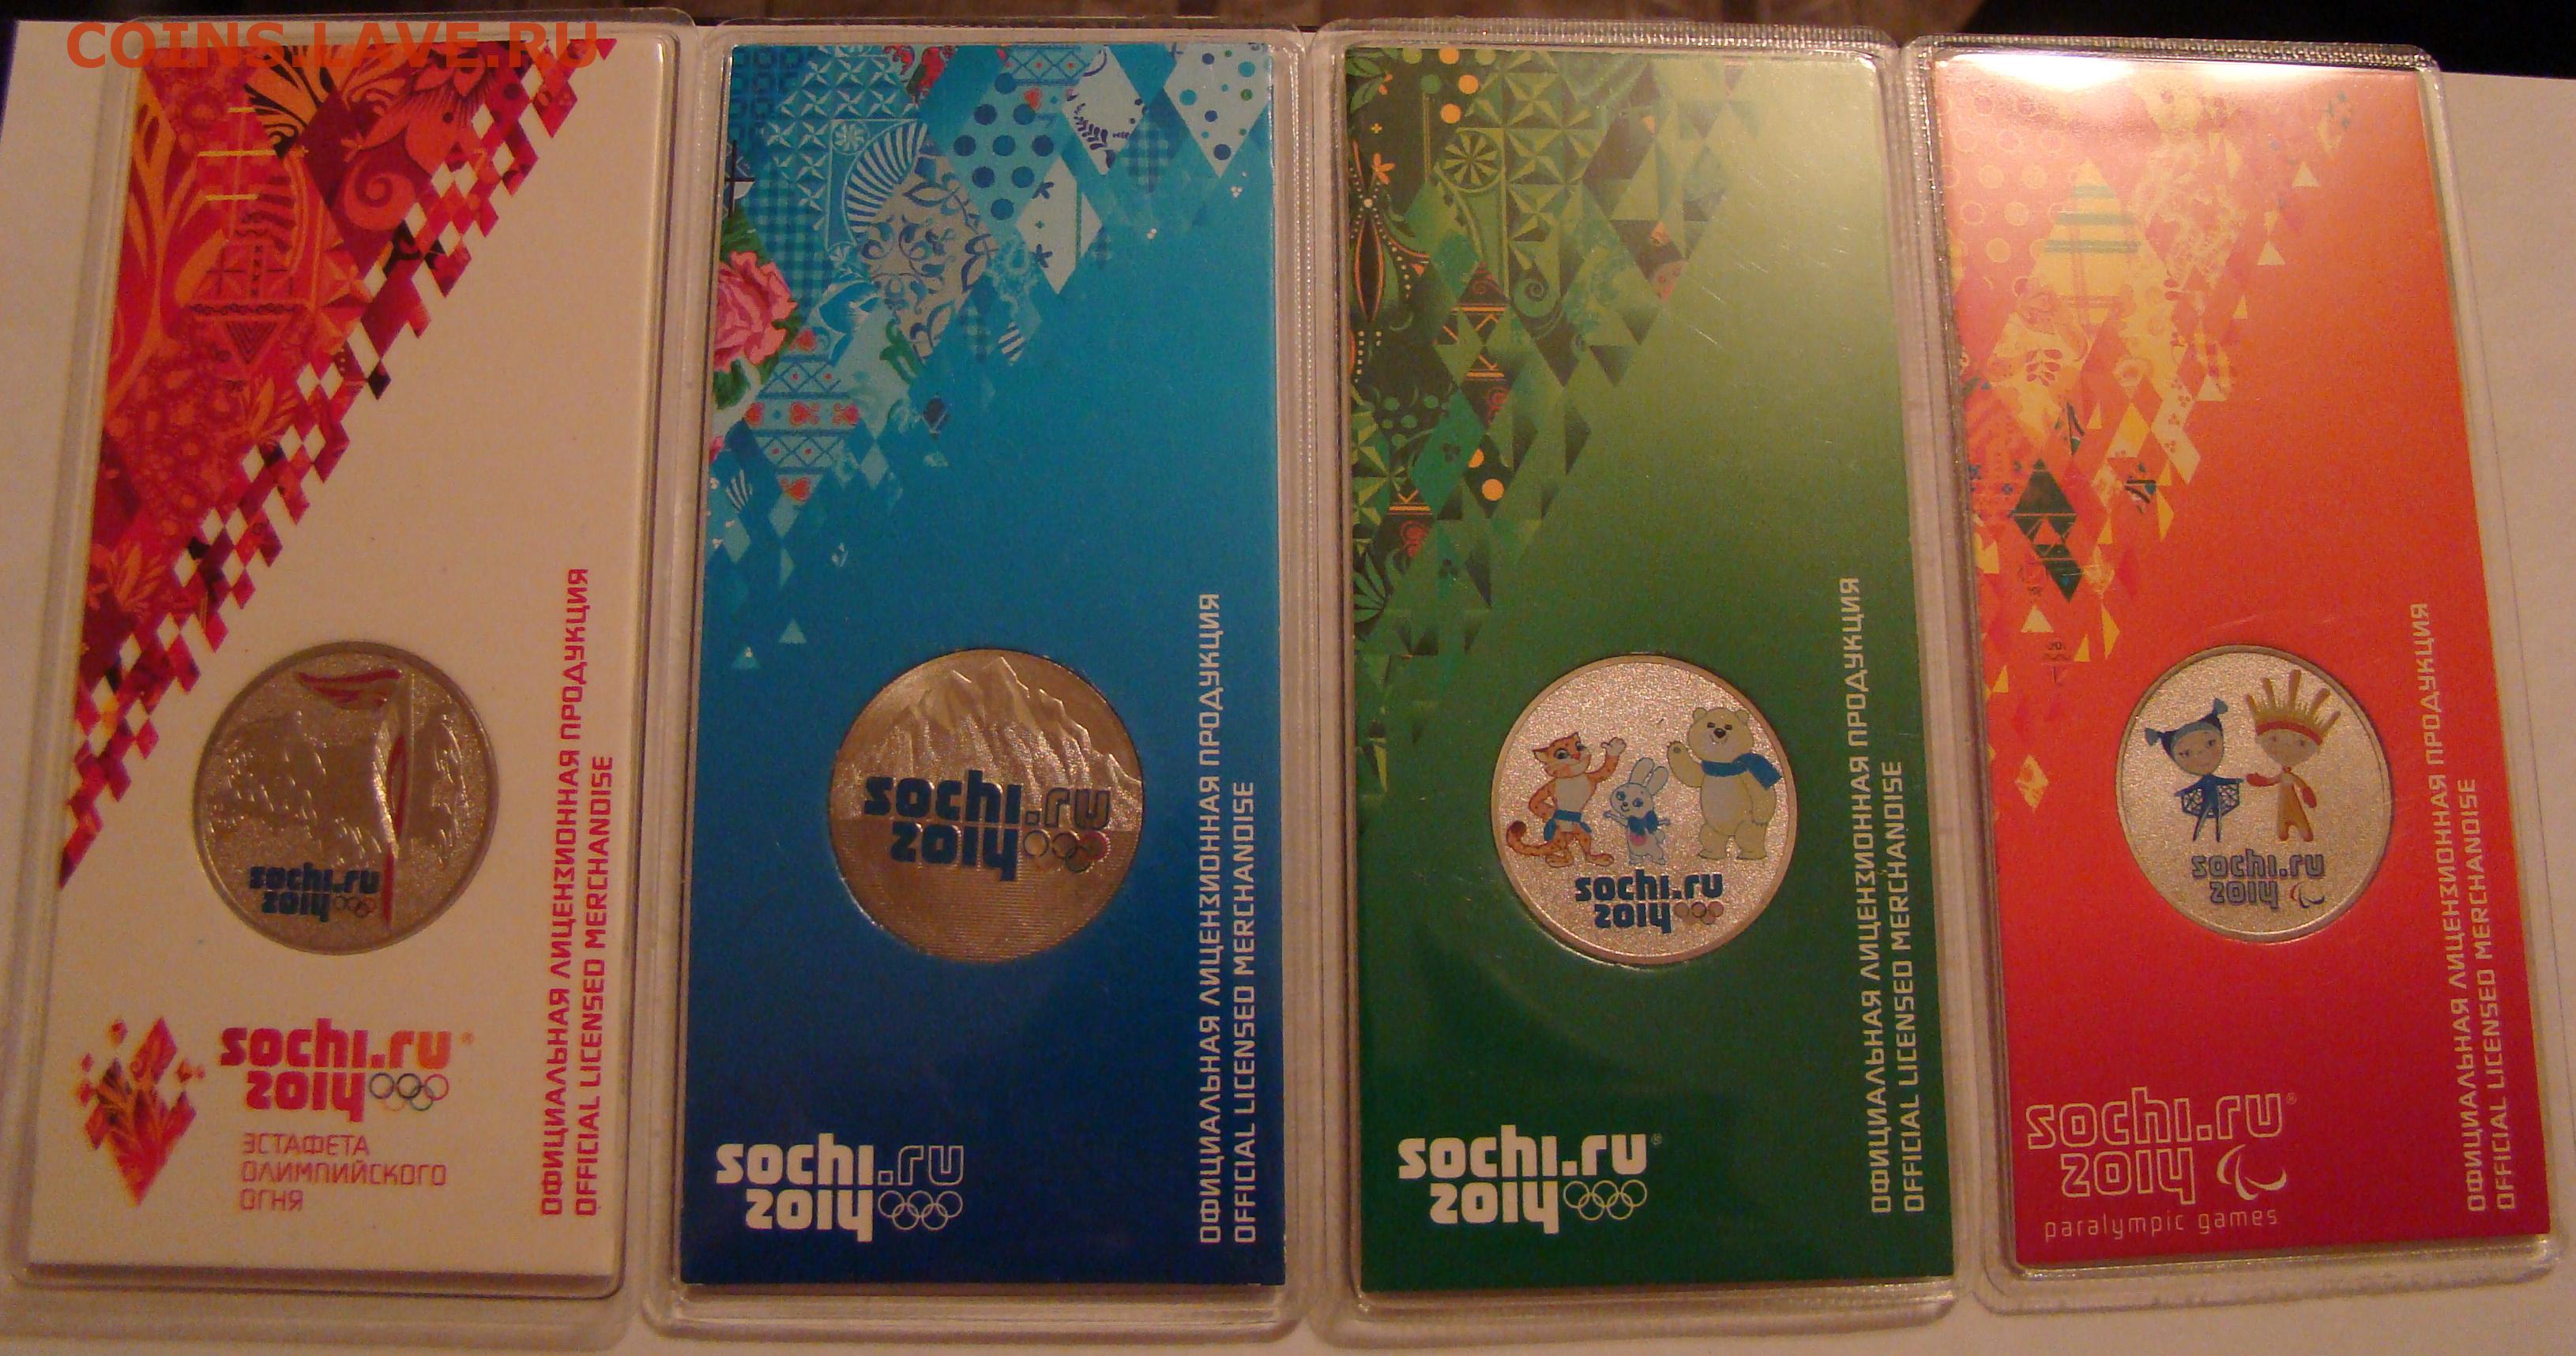 COINS.LAVE.RU
sochi.ru
2014
sochi.ru®
2014
ЭСТАФЕТА
ОЛИМПИЙСКОГО
ОГНЯ
ОФИЦИАЛЬНАЯ ЛИЦЕНЗИОННАЯ ПРОДУКЦИЯ
OFFICIAL LICENSED MERCHANDISE
sochi.ru
2014
sochi.ru
2014
ОФИЦИАЛЬНАЯ ЛИЦЕНЗИОННАЯ ПРОДУКЦИЯ
OFFICIAL LICENSED MERCHANDISE
sochi.ru
2014
sochi.ru®
2014
ОФИЦИАЛЬНАЯ ЛИЦЕНЗИОННАЯ ПРОДУКЦИЯ
OFFICIAL LICENSED MERCHANDISE
sochi.ru
2014
sochi.ru®
2014
paralympic games
ОФИЦИАЛЬНАЯ ЛИЦЕНЗИОННАЯ ПРОДУКЦИЯ
OFFICIAL LICENSED MERCHANDISE